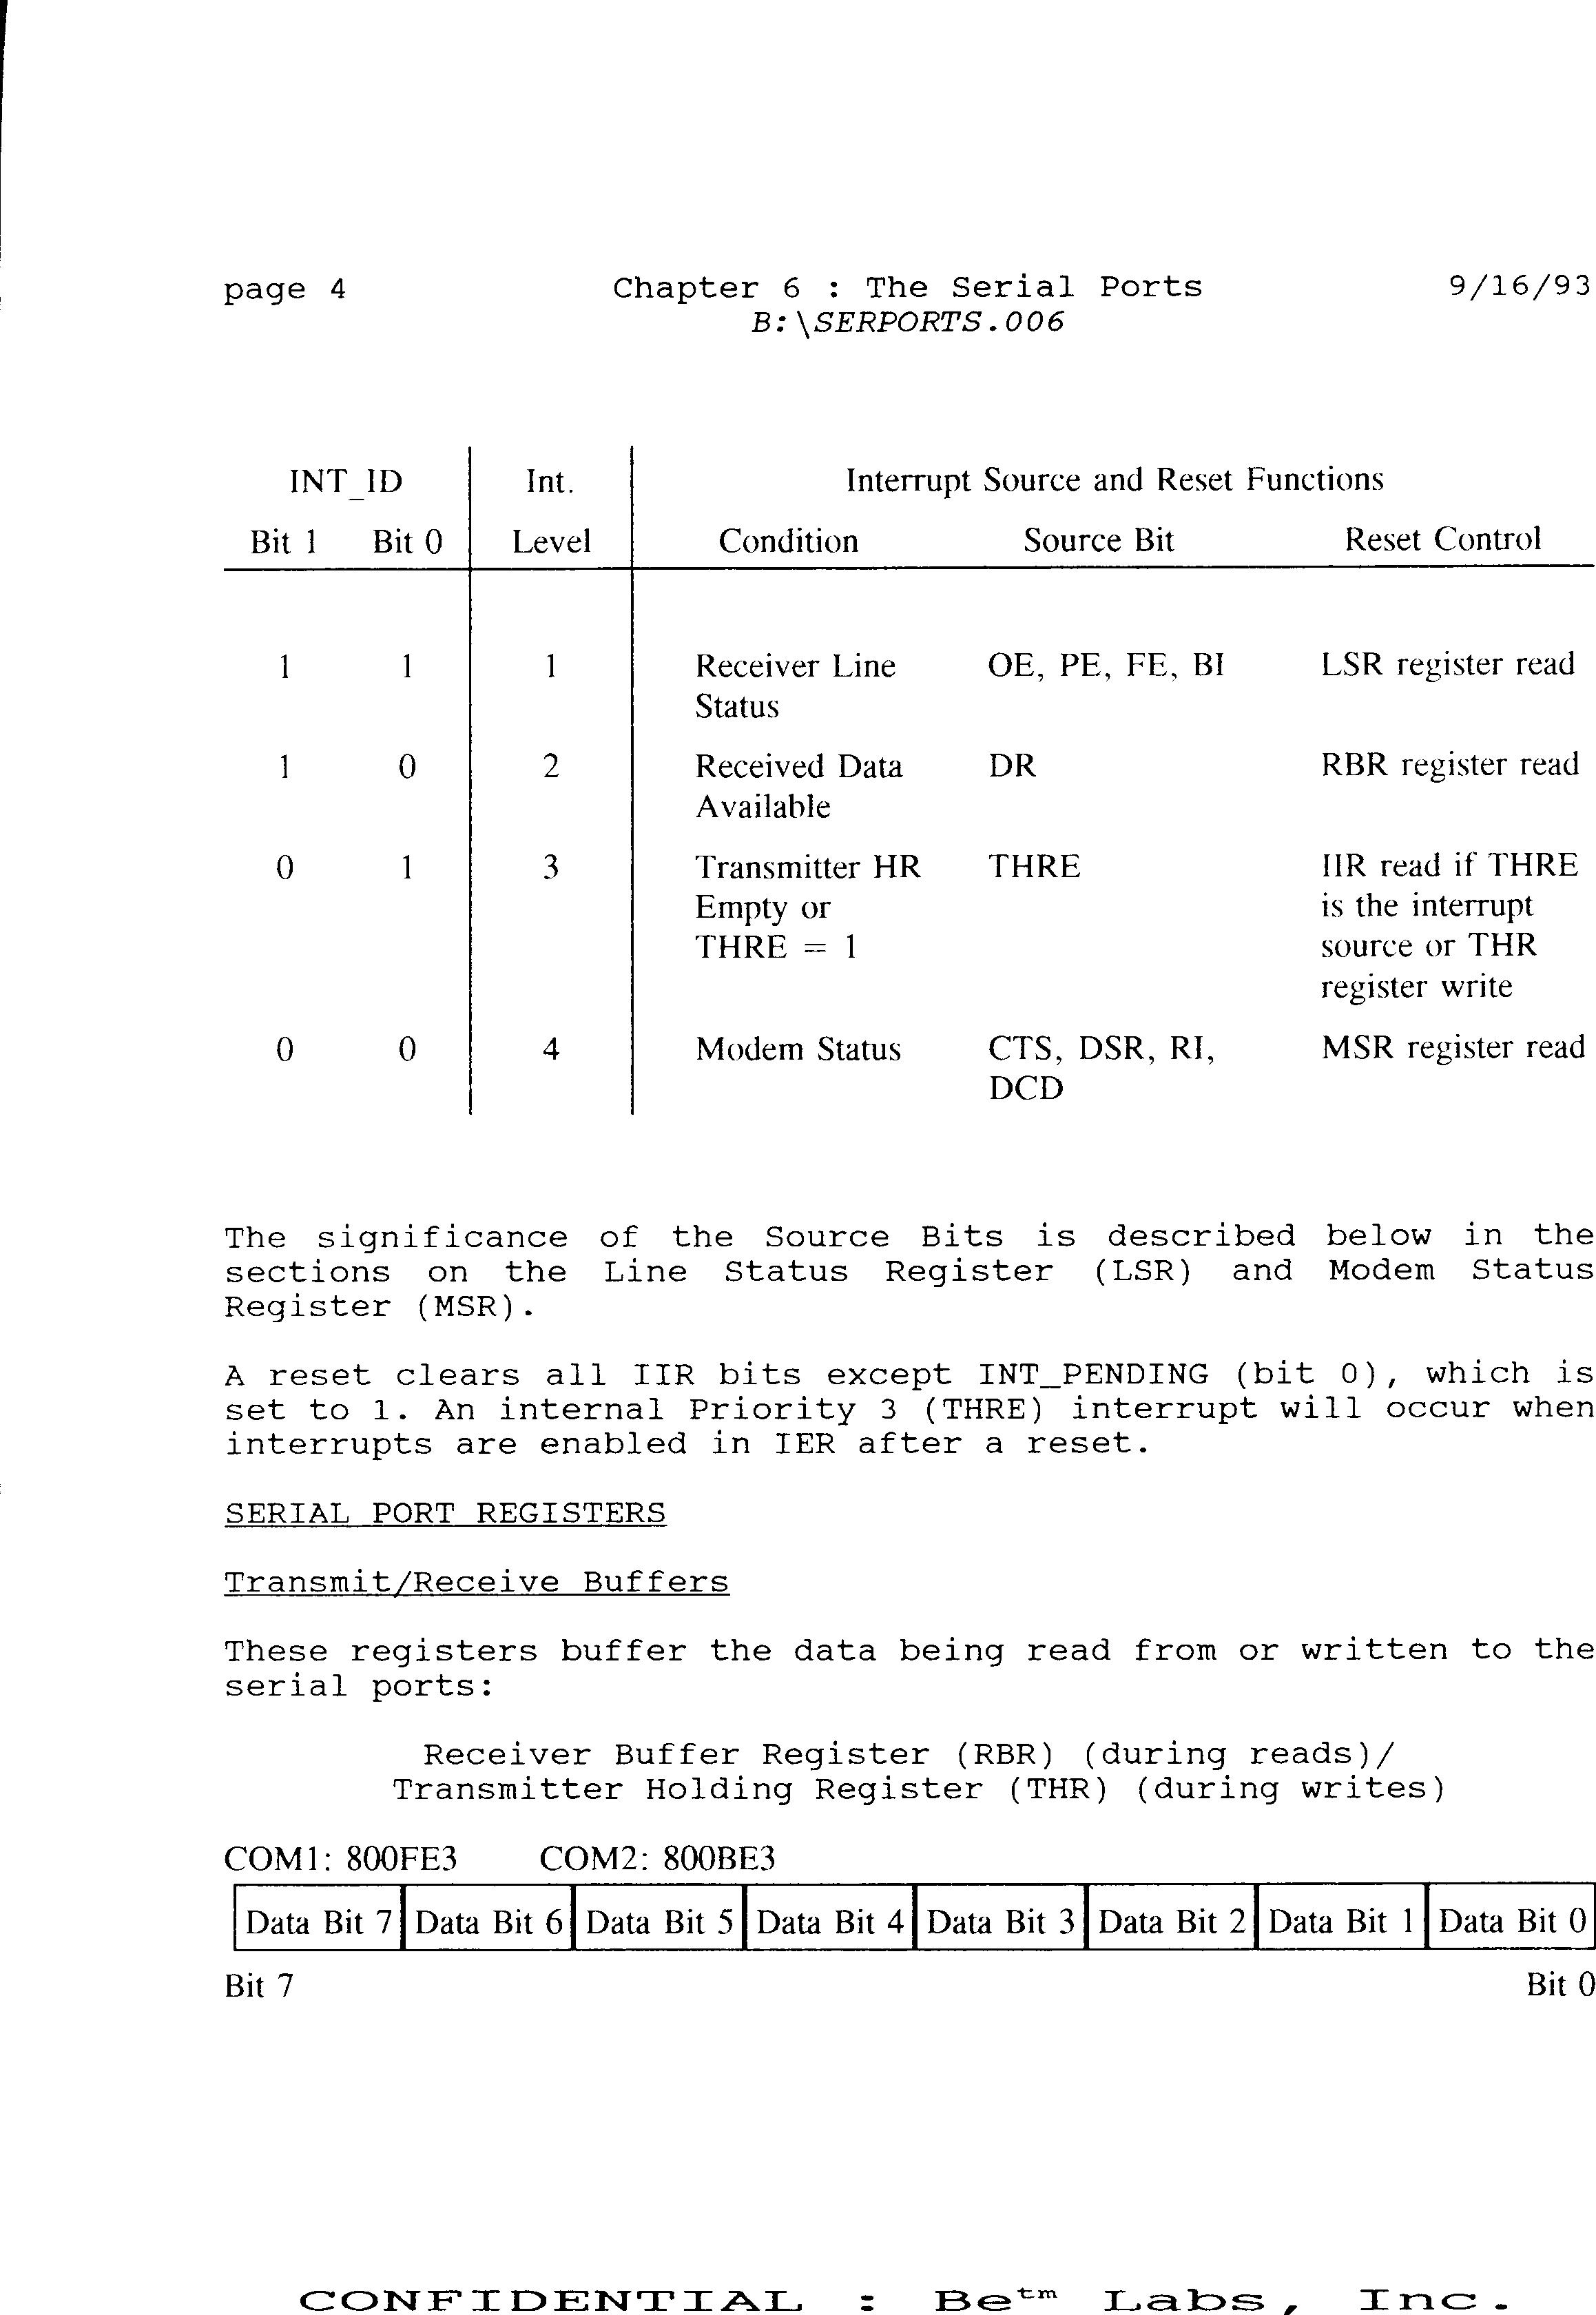 page 4 Chapter 6 : The Serial Ports 9/16/93
B:\SERPORTS.006
INT_ID Int. Interrupt Source and Reset Functions
Bit 1 Bit 0 Level Condition Source Bit Reset Control
1 1 1 Receiver Line OE, PE, FE, BI LSR register read
Status
1 0 2 Received Data DR RBR register read
Available
0 1 3 Transmitter HR THRE IIR read if THRE
Empty or is the interrupt
THRE = 1 source or THR
register write
0 0 4 Modem Status CTS, DSR, RI, MSR register read
DCD
The significance of the Source Bits is described below in the
sections on the Line Status Register (LSR) and Modem Status
Register (MSR).
A reset clears all IIR bits except INT_PENDING (bit 0), which is
set to 1. An internal Priority 3 (THRE) interrupt will occur when
interrupts are enabled in IER after a reset.
SERIAL PORT REGISTERS
Transmit/Receive Buffers
These registers buffer the data being read from or written to the
serial ports:
Receiver Buffer Register (RBR) (during reads)/
Transmitter Holding Register (THR) (during writes)
COM1: 800FE3 COM2: 800BE3
Data Bit 7 Data Bit 6 Data Bit 5 Data Bit 4 Data Bit 3 Data Bit 2 Data Bit 1 Data Bit 0
Bit 7 Bit 0
CONFIDENTIAL : Be™ Labs, Inc.